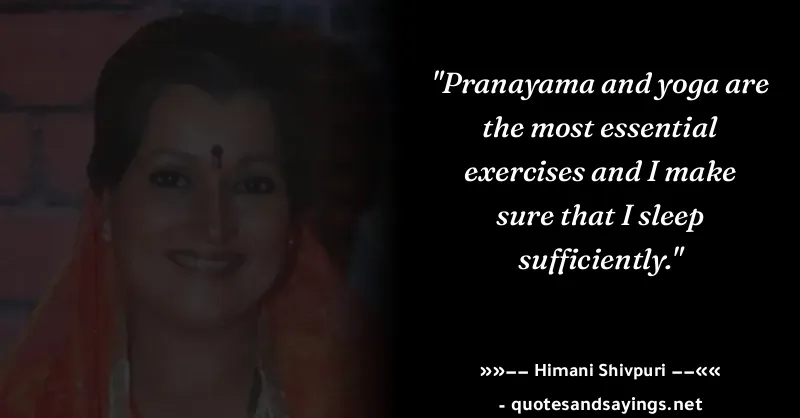 "Pranayama and yoga are
the most essential
exercises and I make
sure that I sleep
sufficiently."
»»–– Himani Shivpuri ––««
- quotesandsayings.net